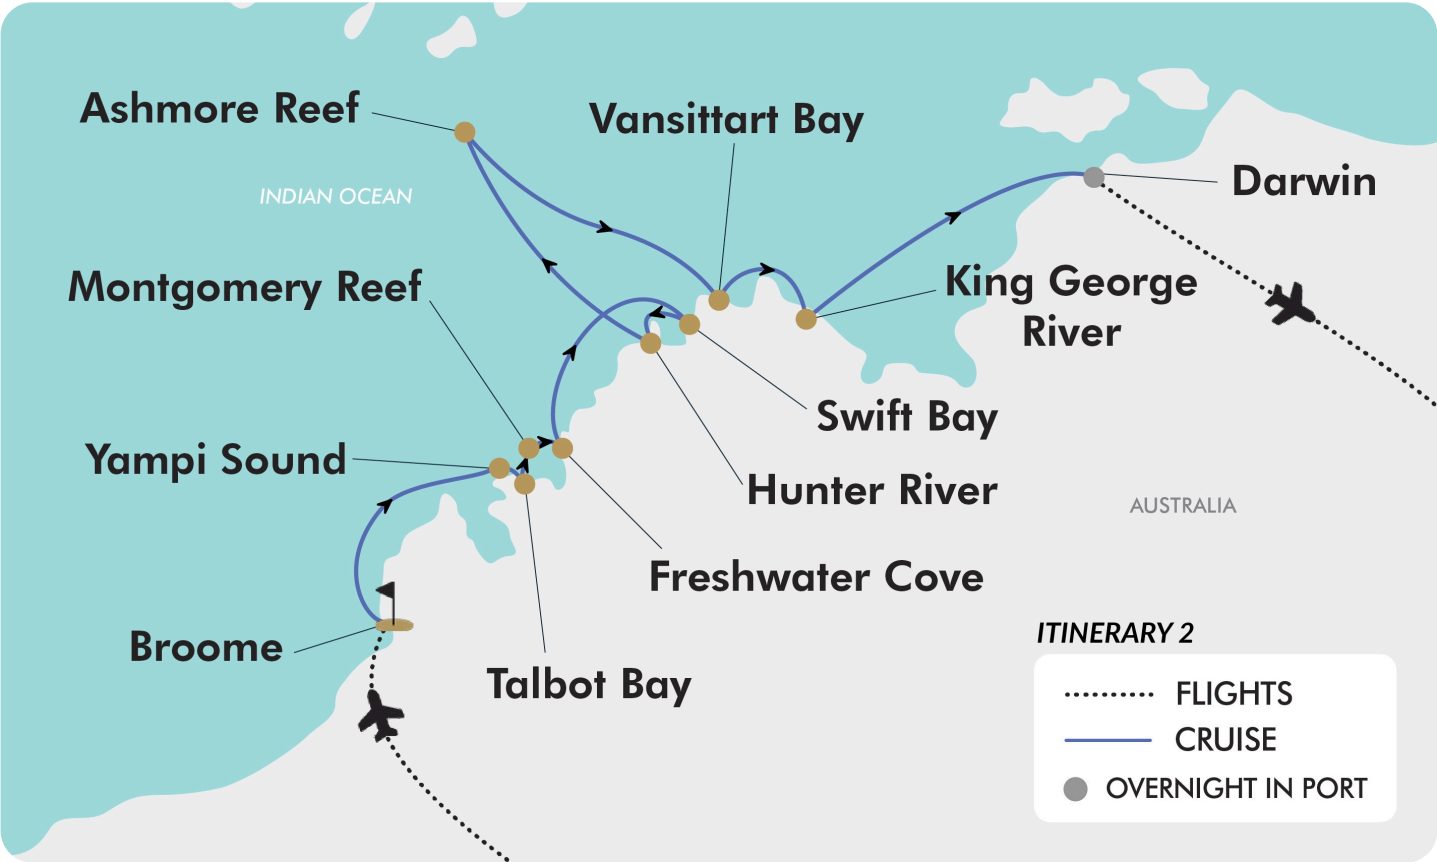 Ashmore Reef
Vansittart Bay
Darwin
INDIAN OCEAN
Montgomery Reef
King George
River
Swift Bay
Yampi Sound
Hunter River
AUSTRALIA
Freshwater Cove
Broome
Talbot Bay
ITINERARY 2
FLIGHTS
CRUISE
OVERNIGHT IN PORT